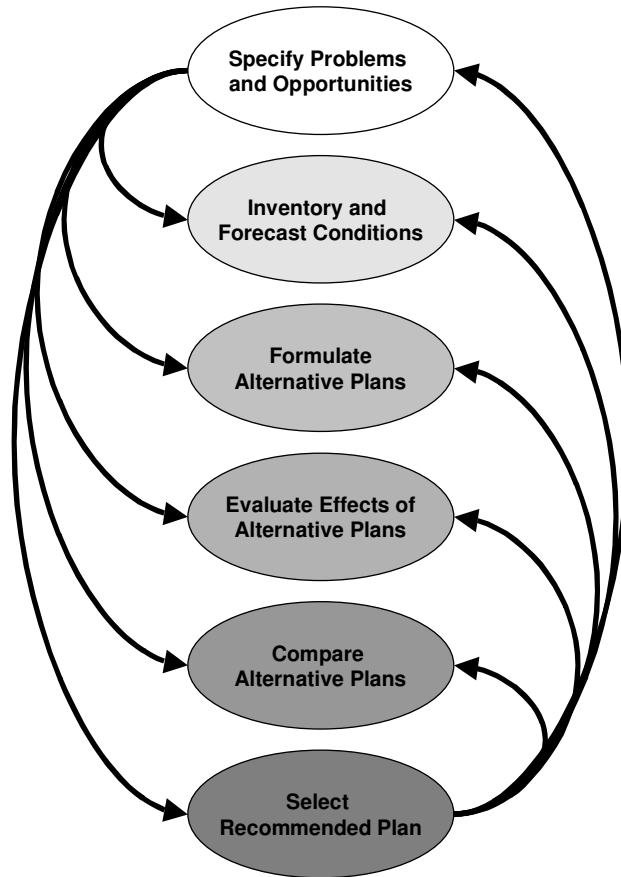 Specify Problems
and Opportunities
Inventory and
Forecast Conditions
Formulate
Alternative Plans
Evaluate Effects of
Alternative Plans
Compare
Alternative Plans
Select
Recommended Plan